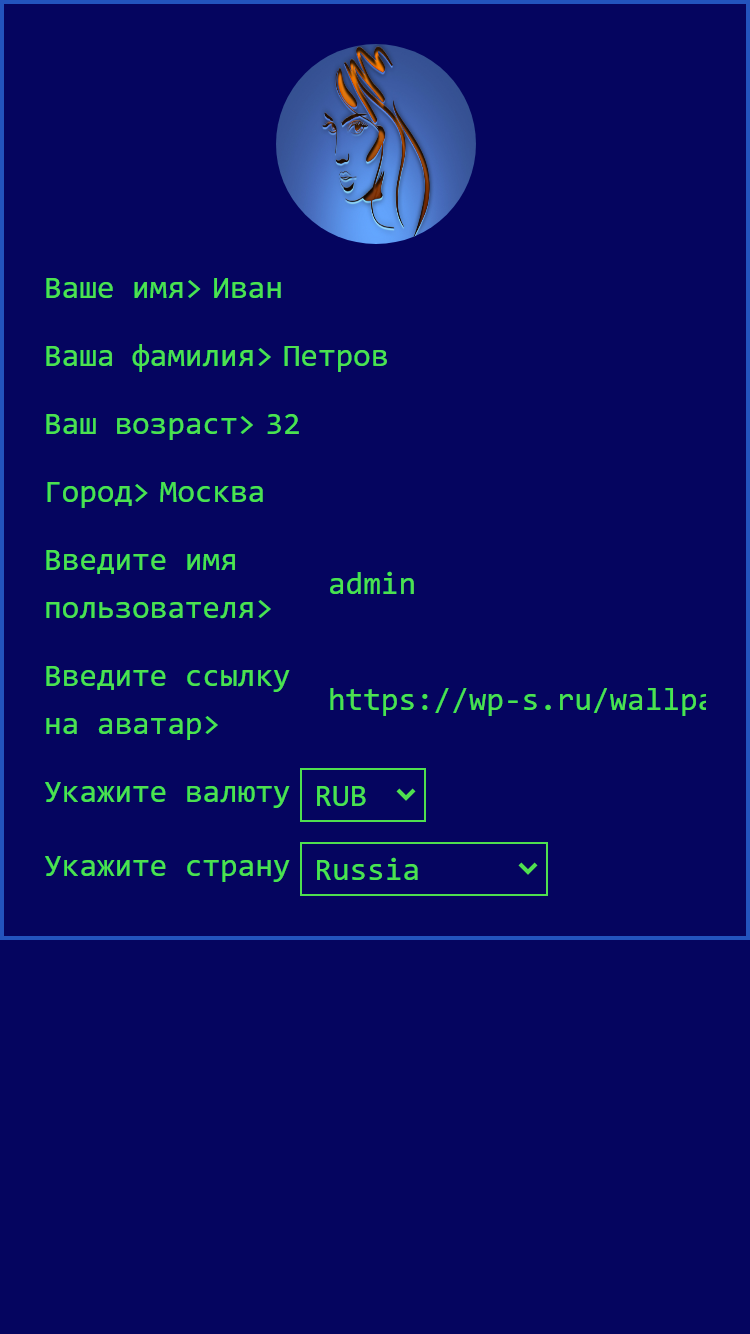 Ваше имя> Иван
Ваша фамилия> Петров
Ваш возраст> 32
Город> Москва
Введите имя
пользователя>
admin
Введите ссылку
на аватар>
https://wp-s.ru/wallpa
Укажите валюту RUB
Укажите страну Russia